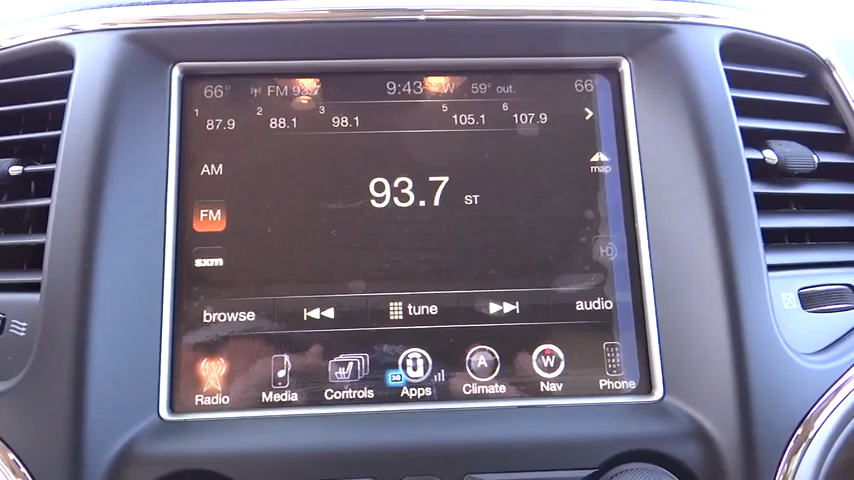 66° FM 93.7 9:43 W 59° out. 66
1 87.9 2 88.1 3 98.1 5 105.1 6 107.9
AM
map
93.7 ST
FM
HD
sxm
browse tune audio
A W
3G
Radio Media Controls Apps Climate Nav Phone